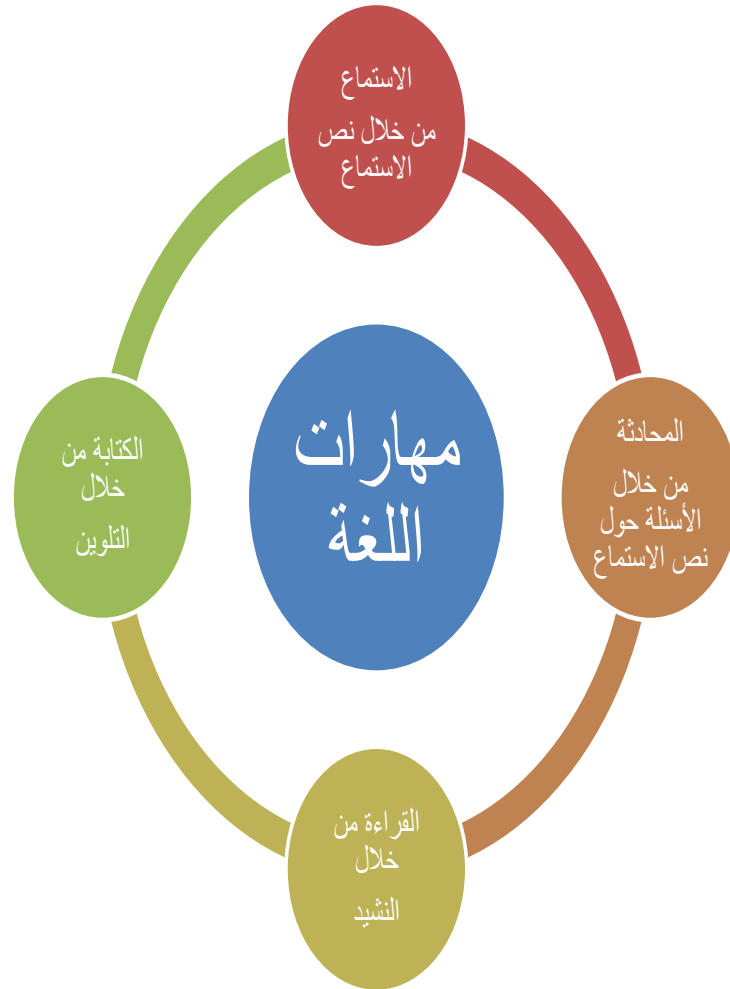 الاستماع
من خلال نص
الاستماع
مهارات
اللغة
المحادثة
من خلال
الأسئلة حول
نص الاستماع
القراءة من
خلال
النشيد
الكتابة من
خلال
التلوين